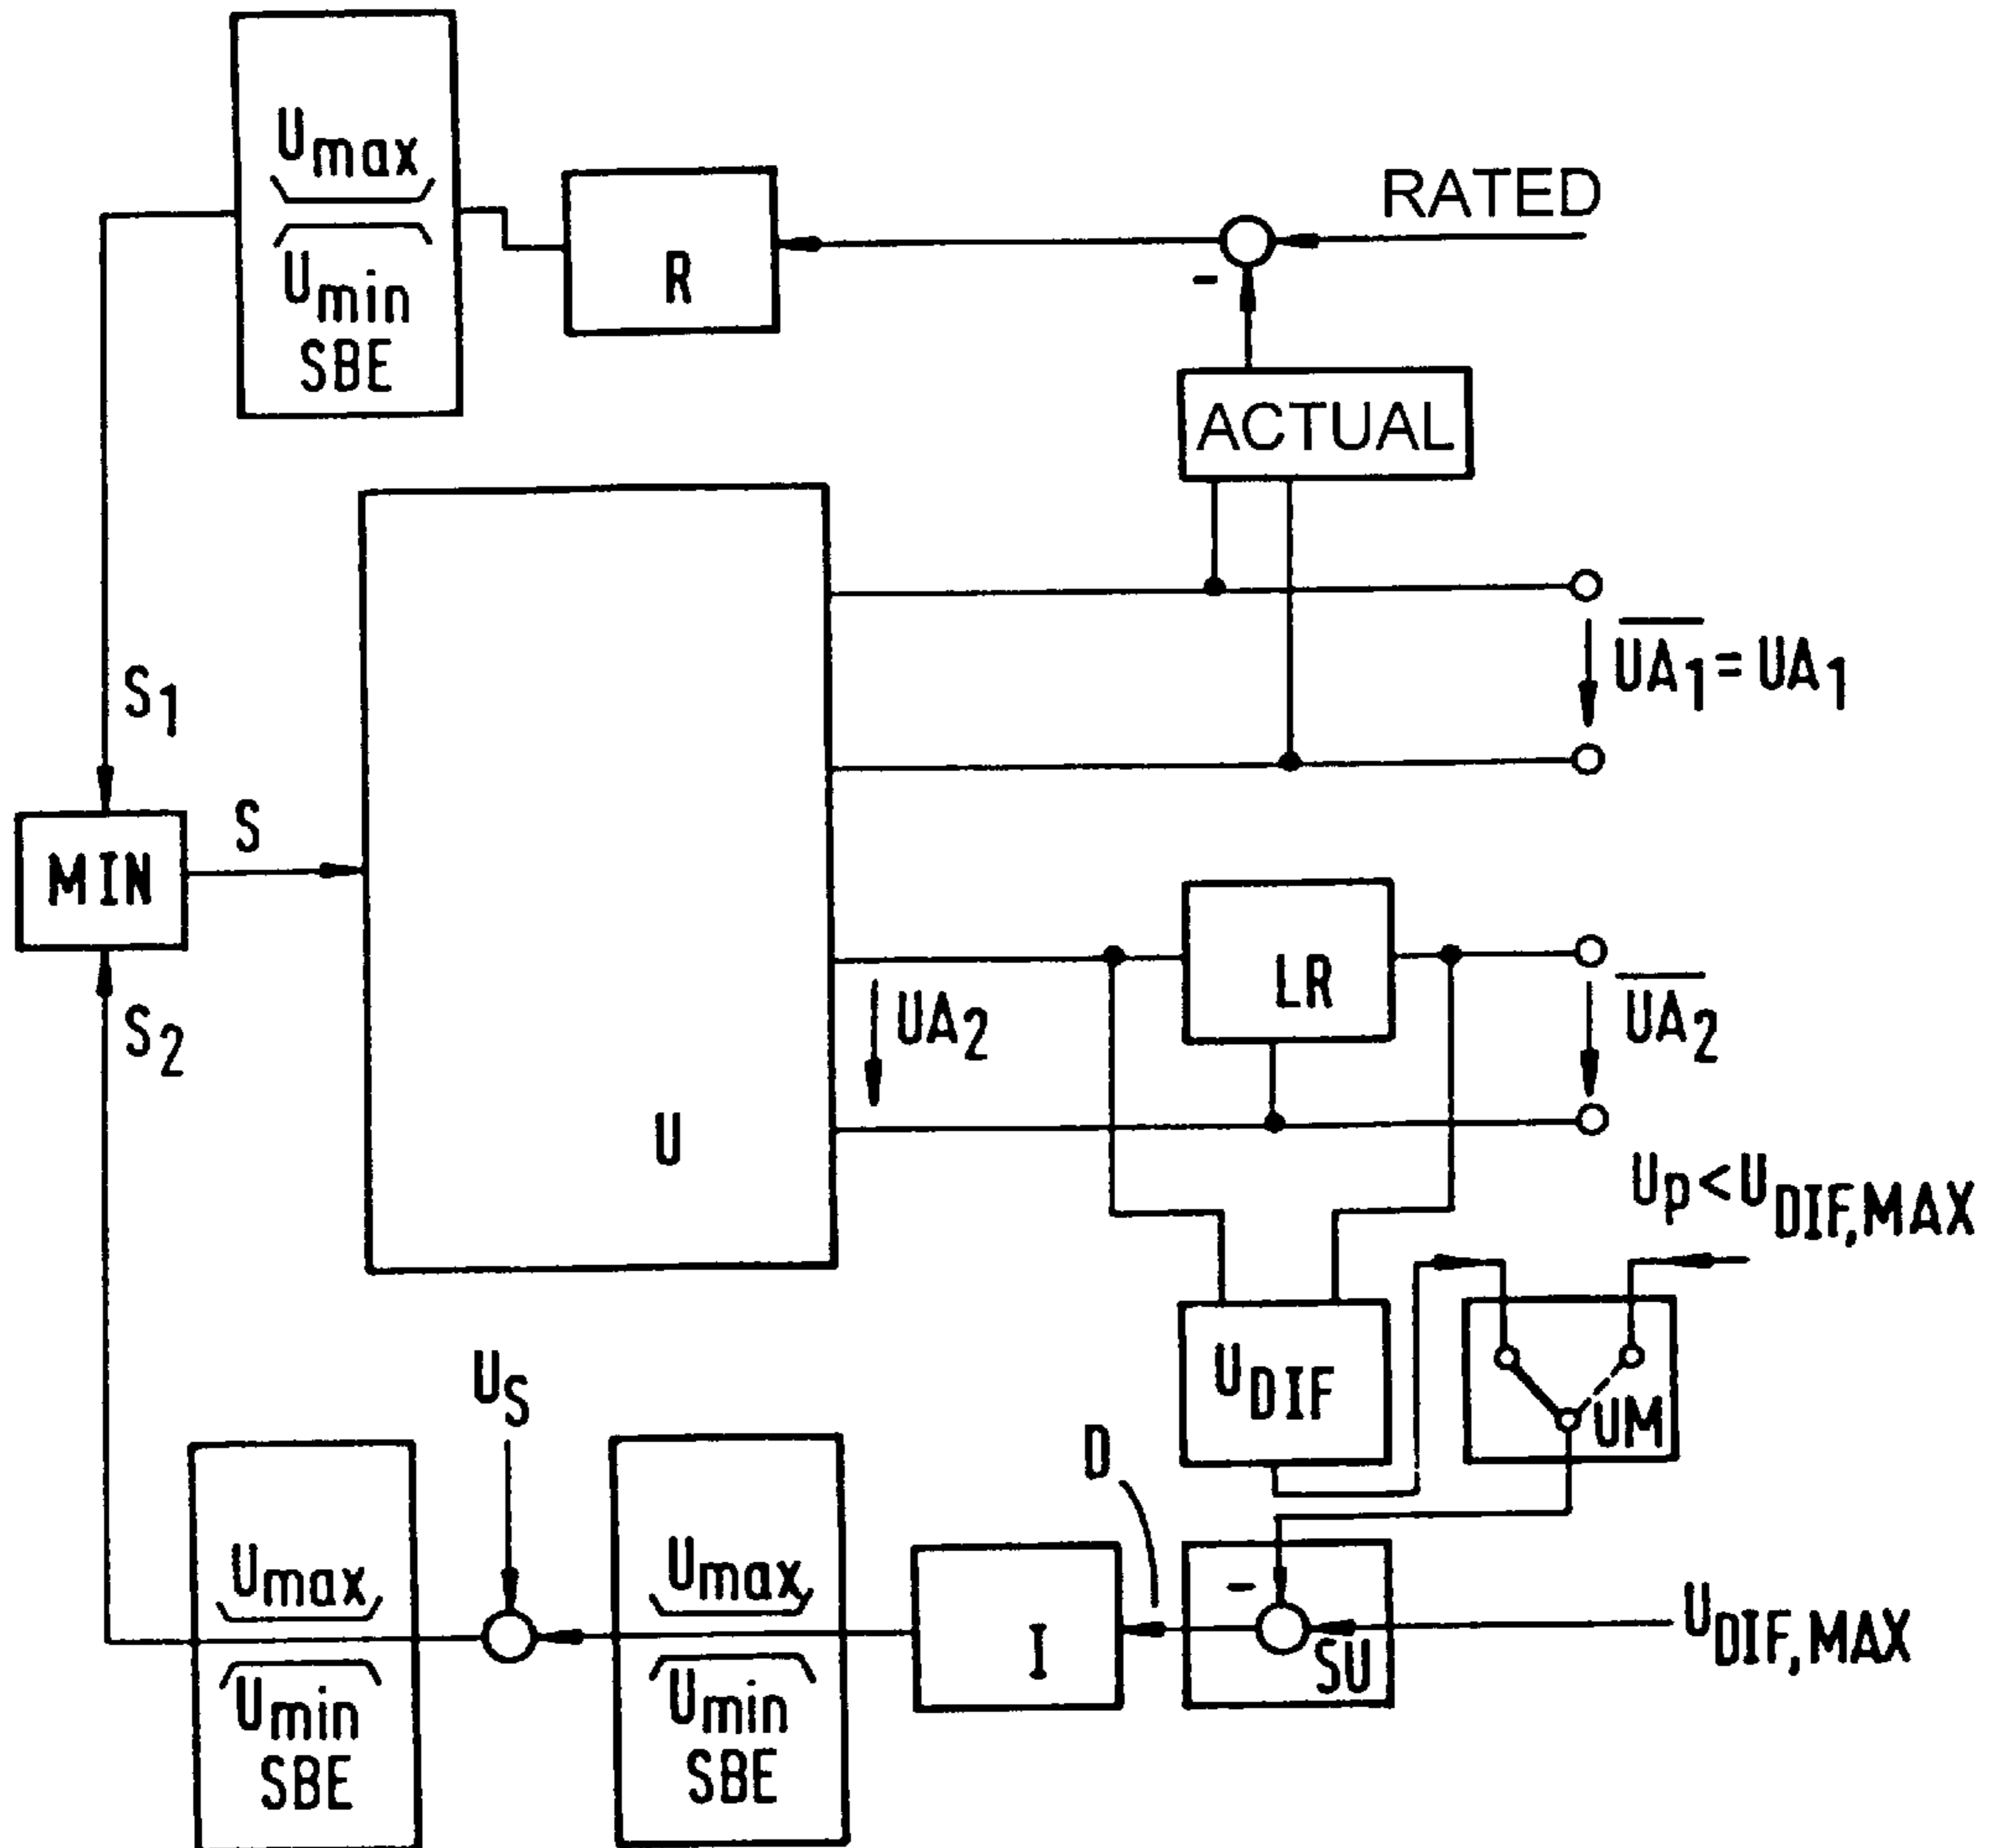 Umax
Umin
SBE
R
RATED
-
ACTUAL
S1
UA1 = UA1
MIN
S
U
LR
UA2
UA2
S2
Up < UDIF,MAX
UDIF
UM
US
D
Umax
Umin
SBE
Umax
Umin
SBE
I
-
SU
UDIF,MAX